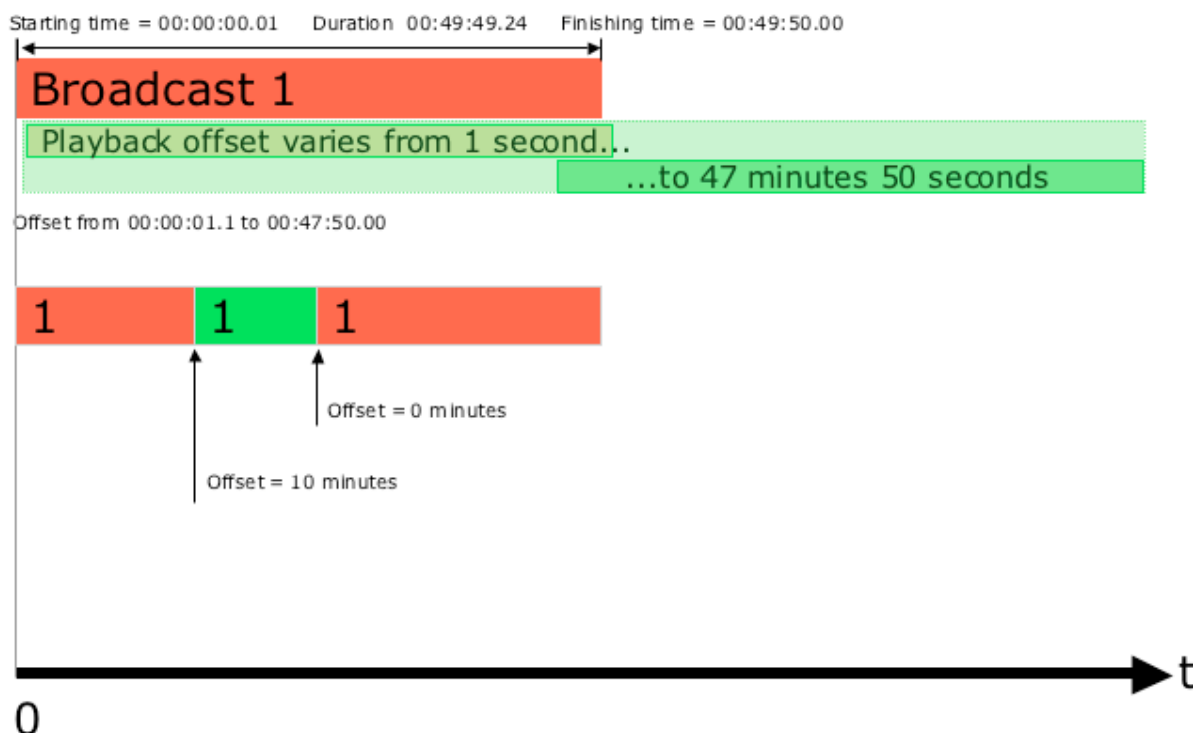 Starting time = 00:00:00.01 Duration 00:49:49.24 Finishing time = 00:49:50.00
Broadcast 1
Playback offset varies from 1 second...
...to 47 minutes 50 seconds
Offset from 00:00:01.1 to 00:47:50.00
1 1 1
Offset = 0 minutes
Offset = 10 minutes
t
0